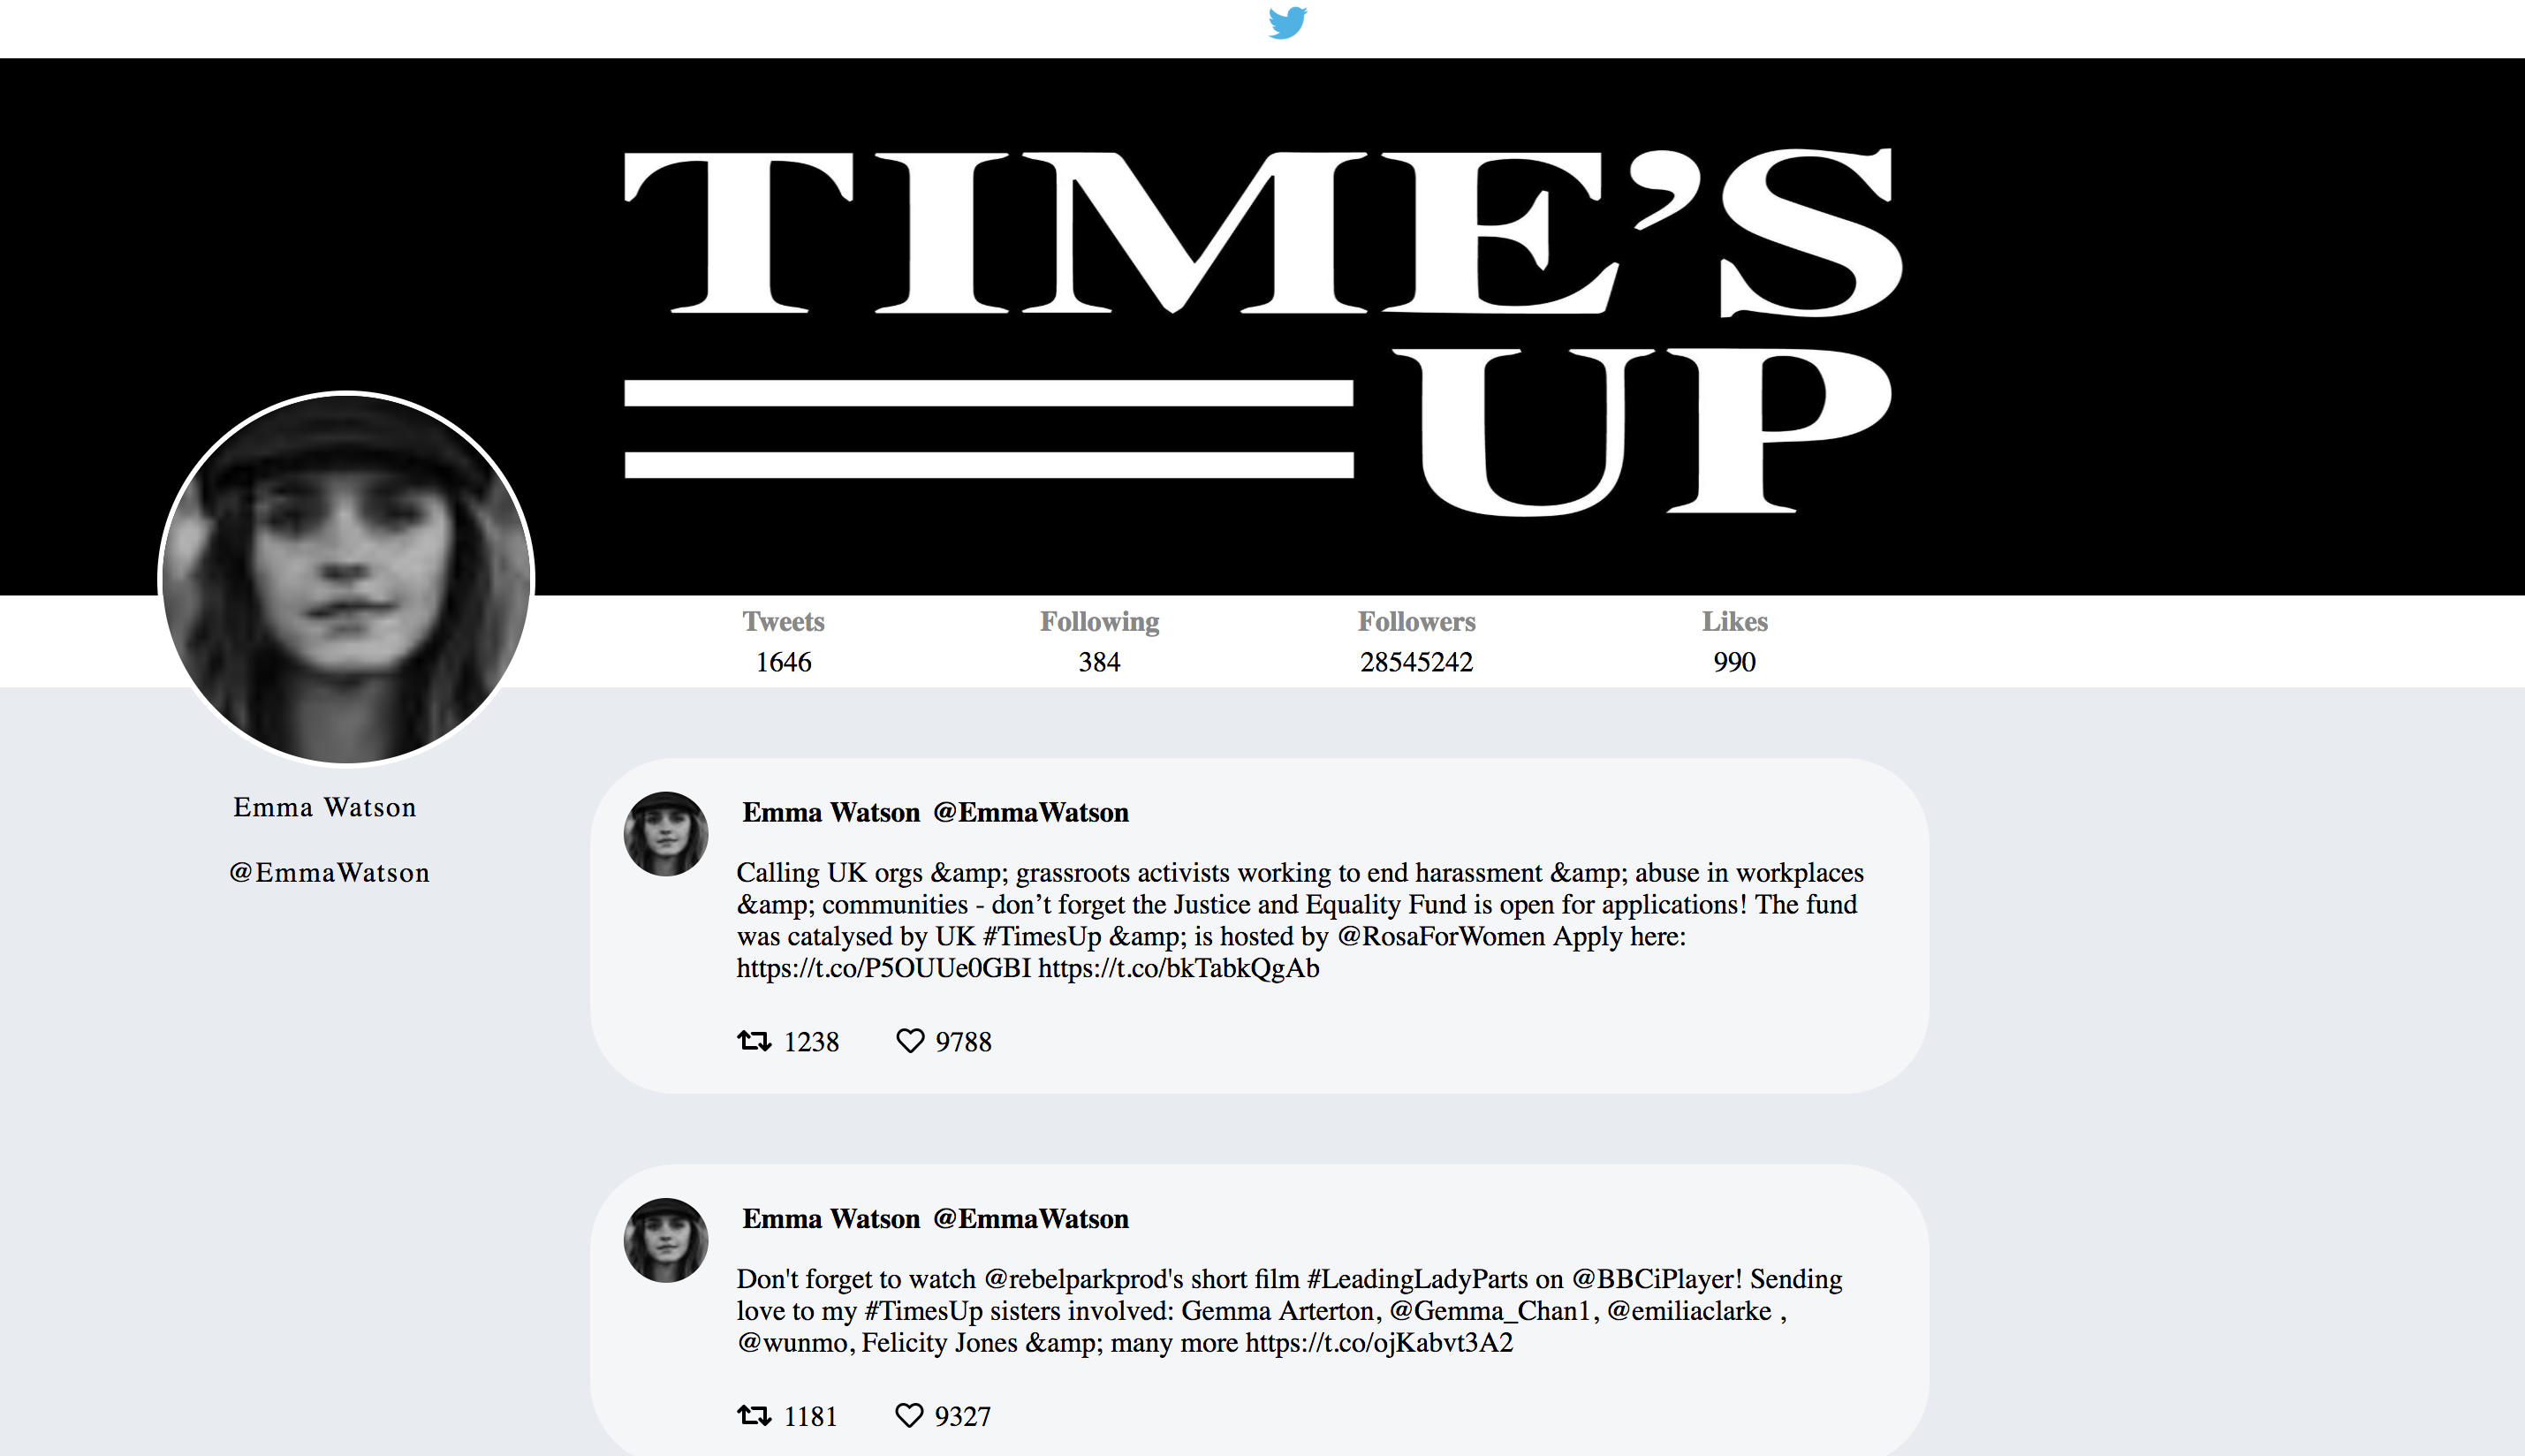 TIME’S
UP
Tweets Following Followers Likes
1646 384 28545242 990
Emma Watson
@EmmaWatson
Emma Watson @EmmaWatson
Calling UK orgs &amp; grassroots activists working to end harassment &amp; abuse in workplaces
&amp; communities - don’t forget the Justice and Equality Fund is open for applications! The fund
was catalysed by UK #TimesUp &amp; is hosted by @RosaForWomen Apply here:
https://t.co/P5OUUe0GBI https://t.co/bkTabkQgAb
1238 9788
Emma Watson @EmmaWatson
Don't forget to watch @rebelparkprod's short film #LeadingLadyParts on @BBCiPlayer! Sending
love to my #TimesUp sisters involved: Gemma Arterton, @Gemma_Chan1, @emiliaclarke ,
@wunmo, Felicity Jones &amp; many more https://t.co/ojKabvt3A2
1181 9327